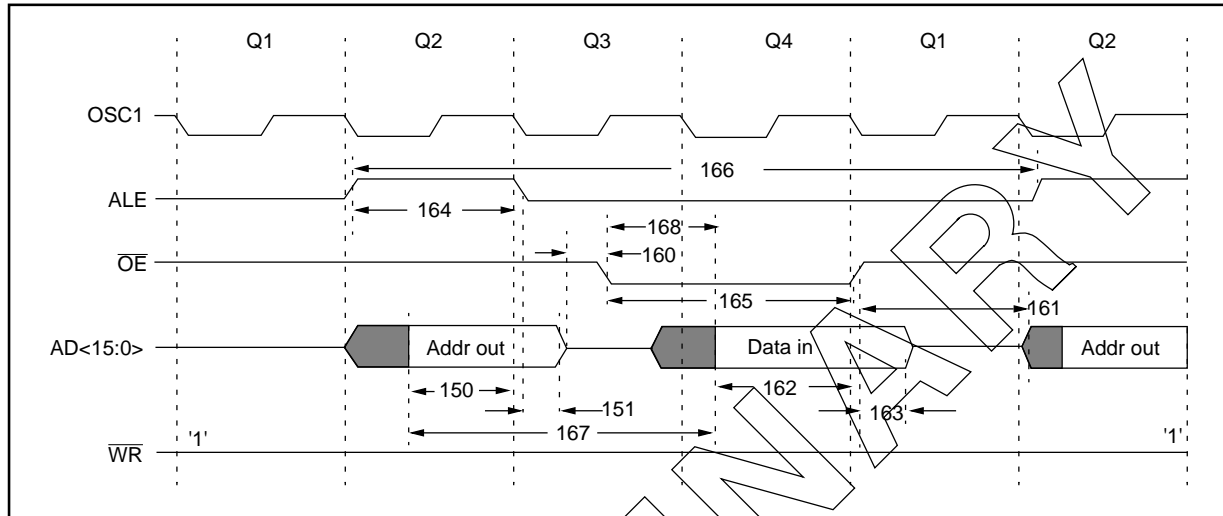 Q1 Q2 Q3 Q4 Q1 Q2
OSC1
166
ALE
164
168
160
OE
165
161
AD<15:0> Addr out Data in Addr out
150 162
151 163
167
'1' '1'
WR
INARY